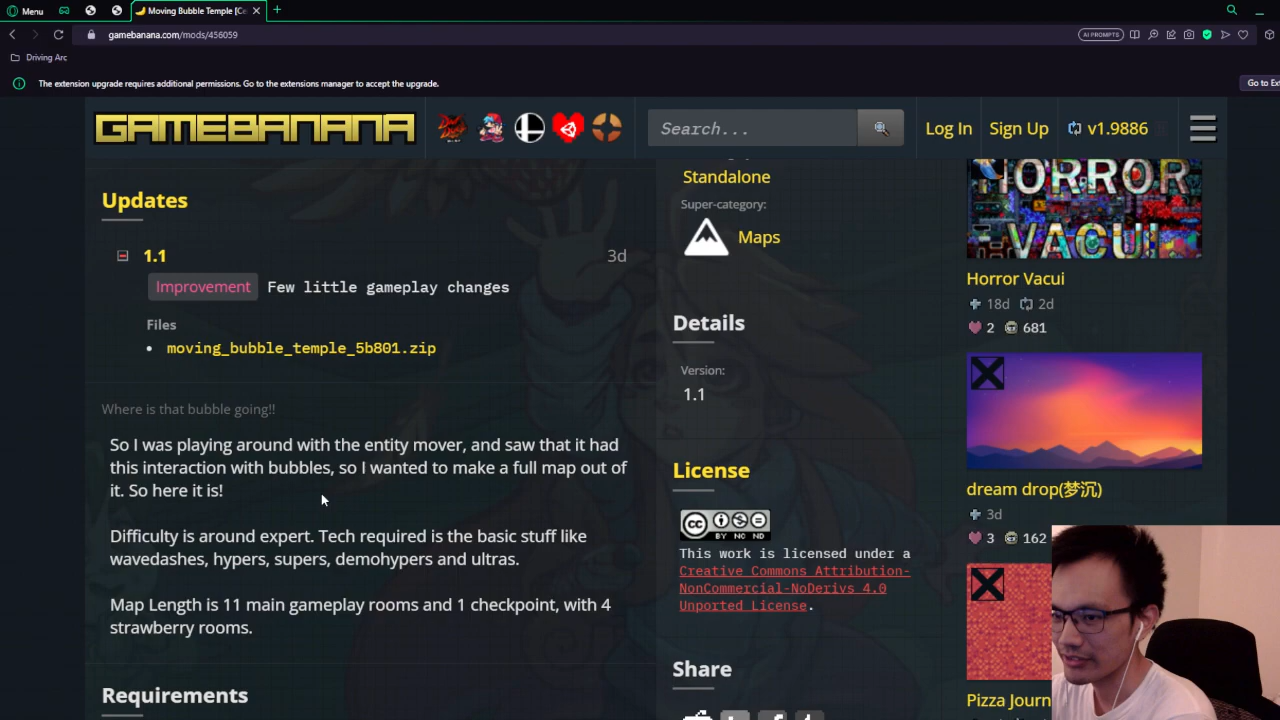 Menu
Moving Bubble Temple [Ce
gamebanana.com/mods/456059
AI PROMPTS
Driving Arc
The extension upgrade requires additional permissions. Go to the extensions manager to accept the upgrade.
Go to Ext
GAMEBANANA
Search...
Log In
Sign Up
v1.9886
Updates
1.1
3d
Improvement
Few little gameplay changes
Files
moving_bubble_temple_5b801.zip
Where is that bubble going!!
So I was playing around with the entity mover, and saw that it had
this interaction with bubbles, so I wanted to make a full map out of
it. So here it is!
Difficulty is around expert. Tech required is the basic stuff like
wavedashes, hypers, supers, demohypers and ultras.
Map Length is 11 main gameplay rooms and 1 checkpoint, with 4
strawberry rooms.
Requirements
Standalone
Super-category:
Maps
Details
Version:
1.1
License
CC
BY NC ND
This work is licensed under a
Creative Commons Attribution-
NonCommercial-NoDerivs 4.0
Unported License.
Share
HORROR
VACUI
Horror Vacui
18d
2d
2
681
dream drop(梦沉)
3d
3
162
Pizza Journ